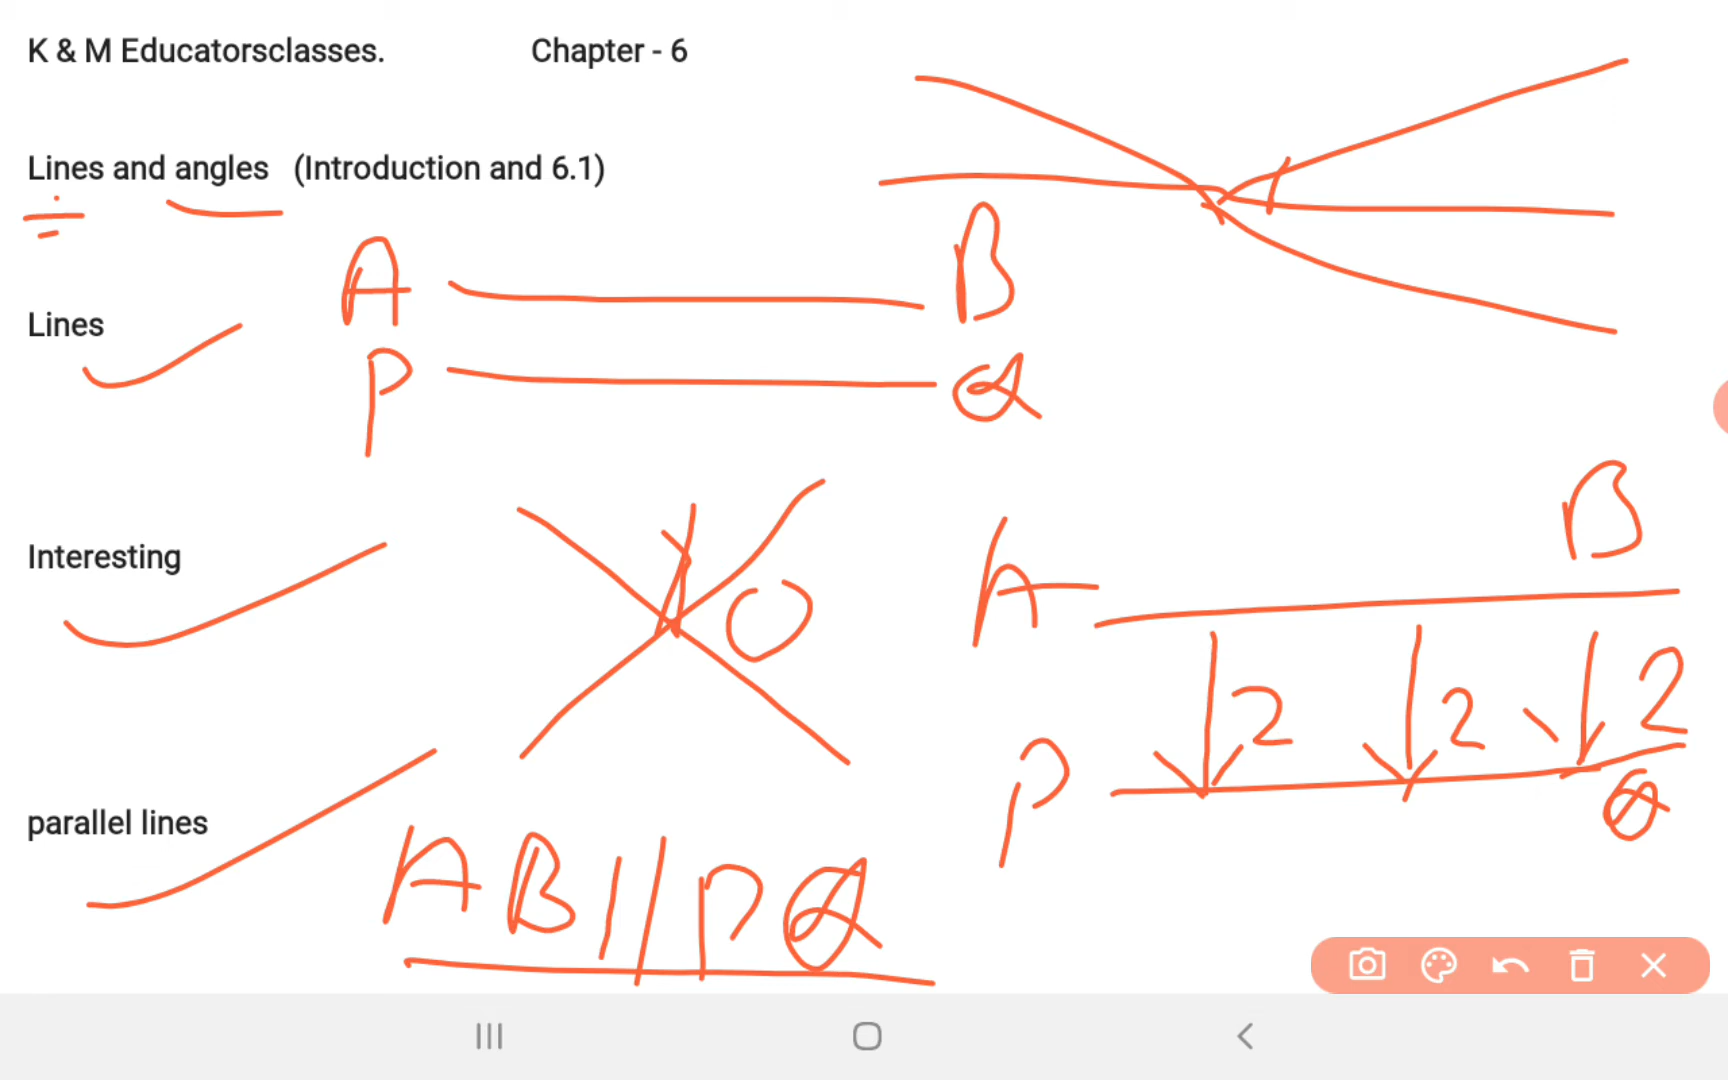 K & M Educatorsclasses. Chapter - 6
Lines and angles (Introduction and 6.1)
A B
Lines
P Q
B
Interesting
O
A
2 2 2
P
Q
parallel lines
AB // PQ